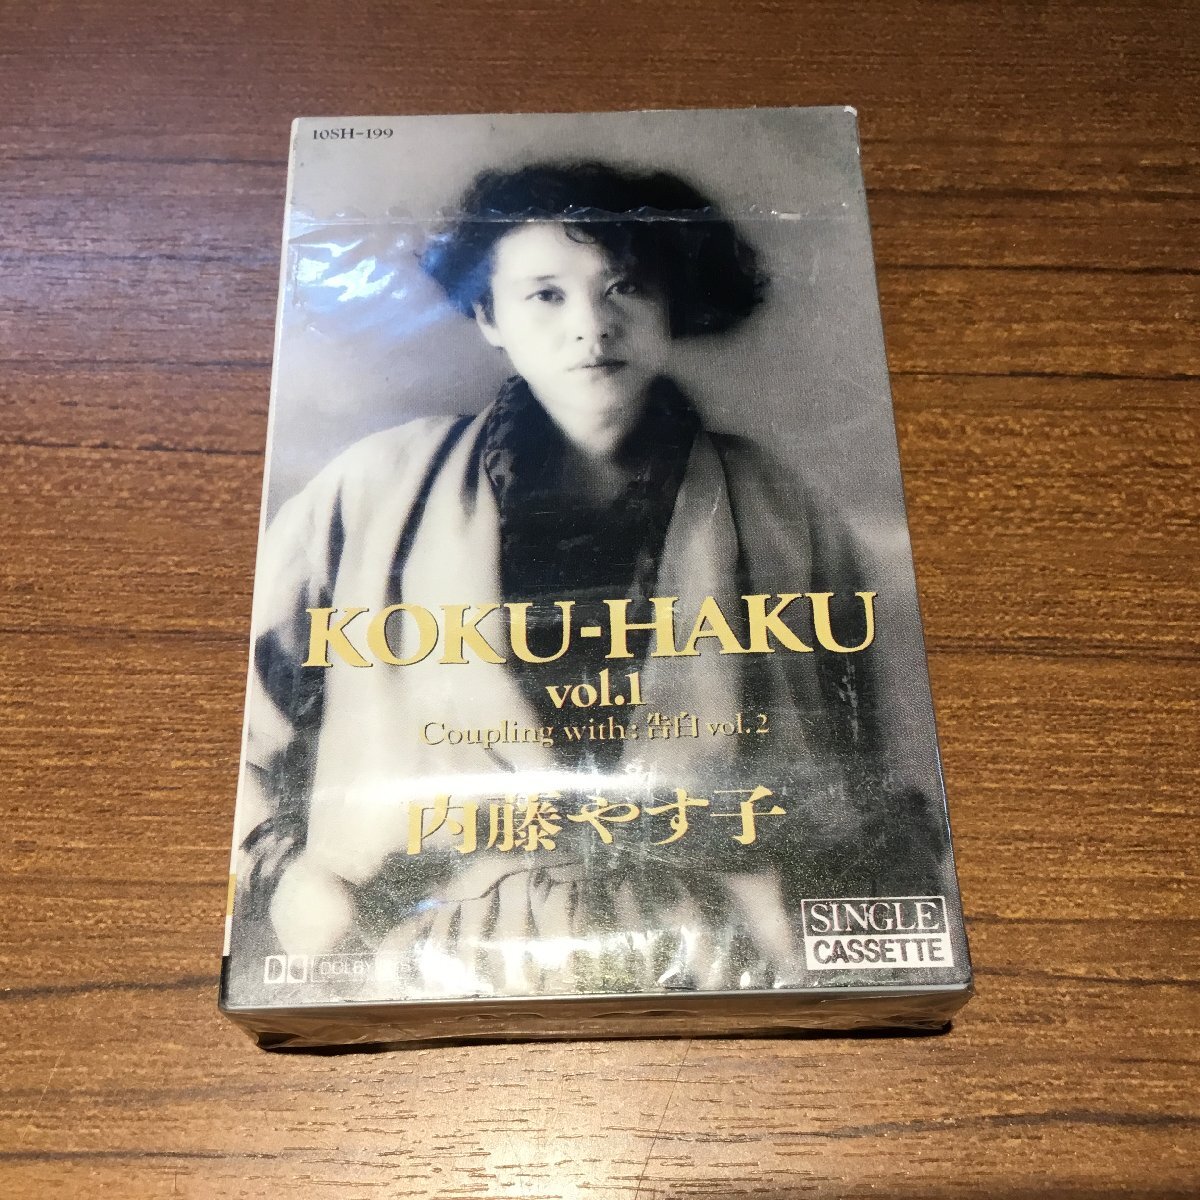 10SH-199
KOKU-HAKU
vol.1
Coupling with: 告白 vol.2
内藤やす子
SINGLE
CASSETTE
DOLBY